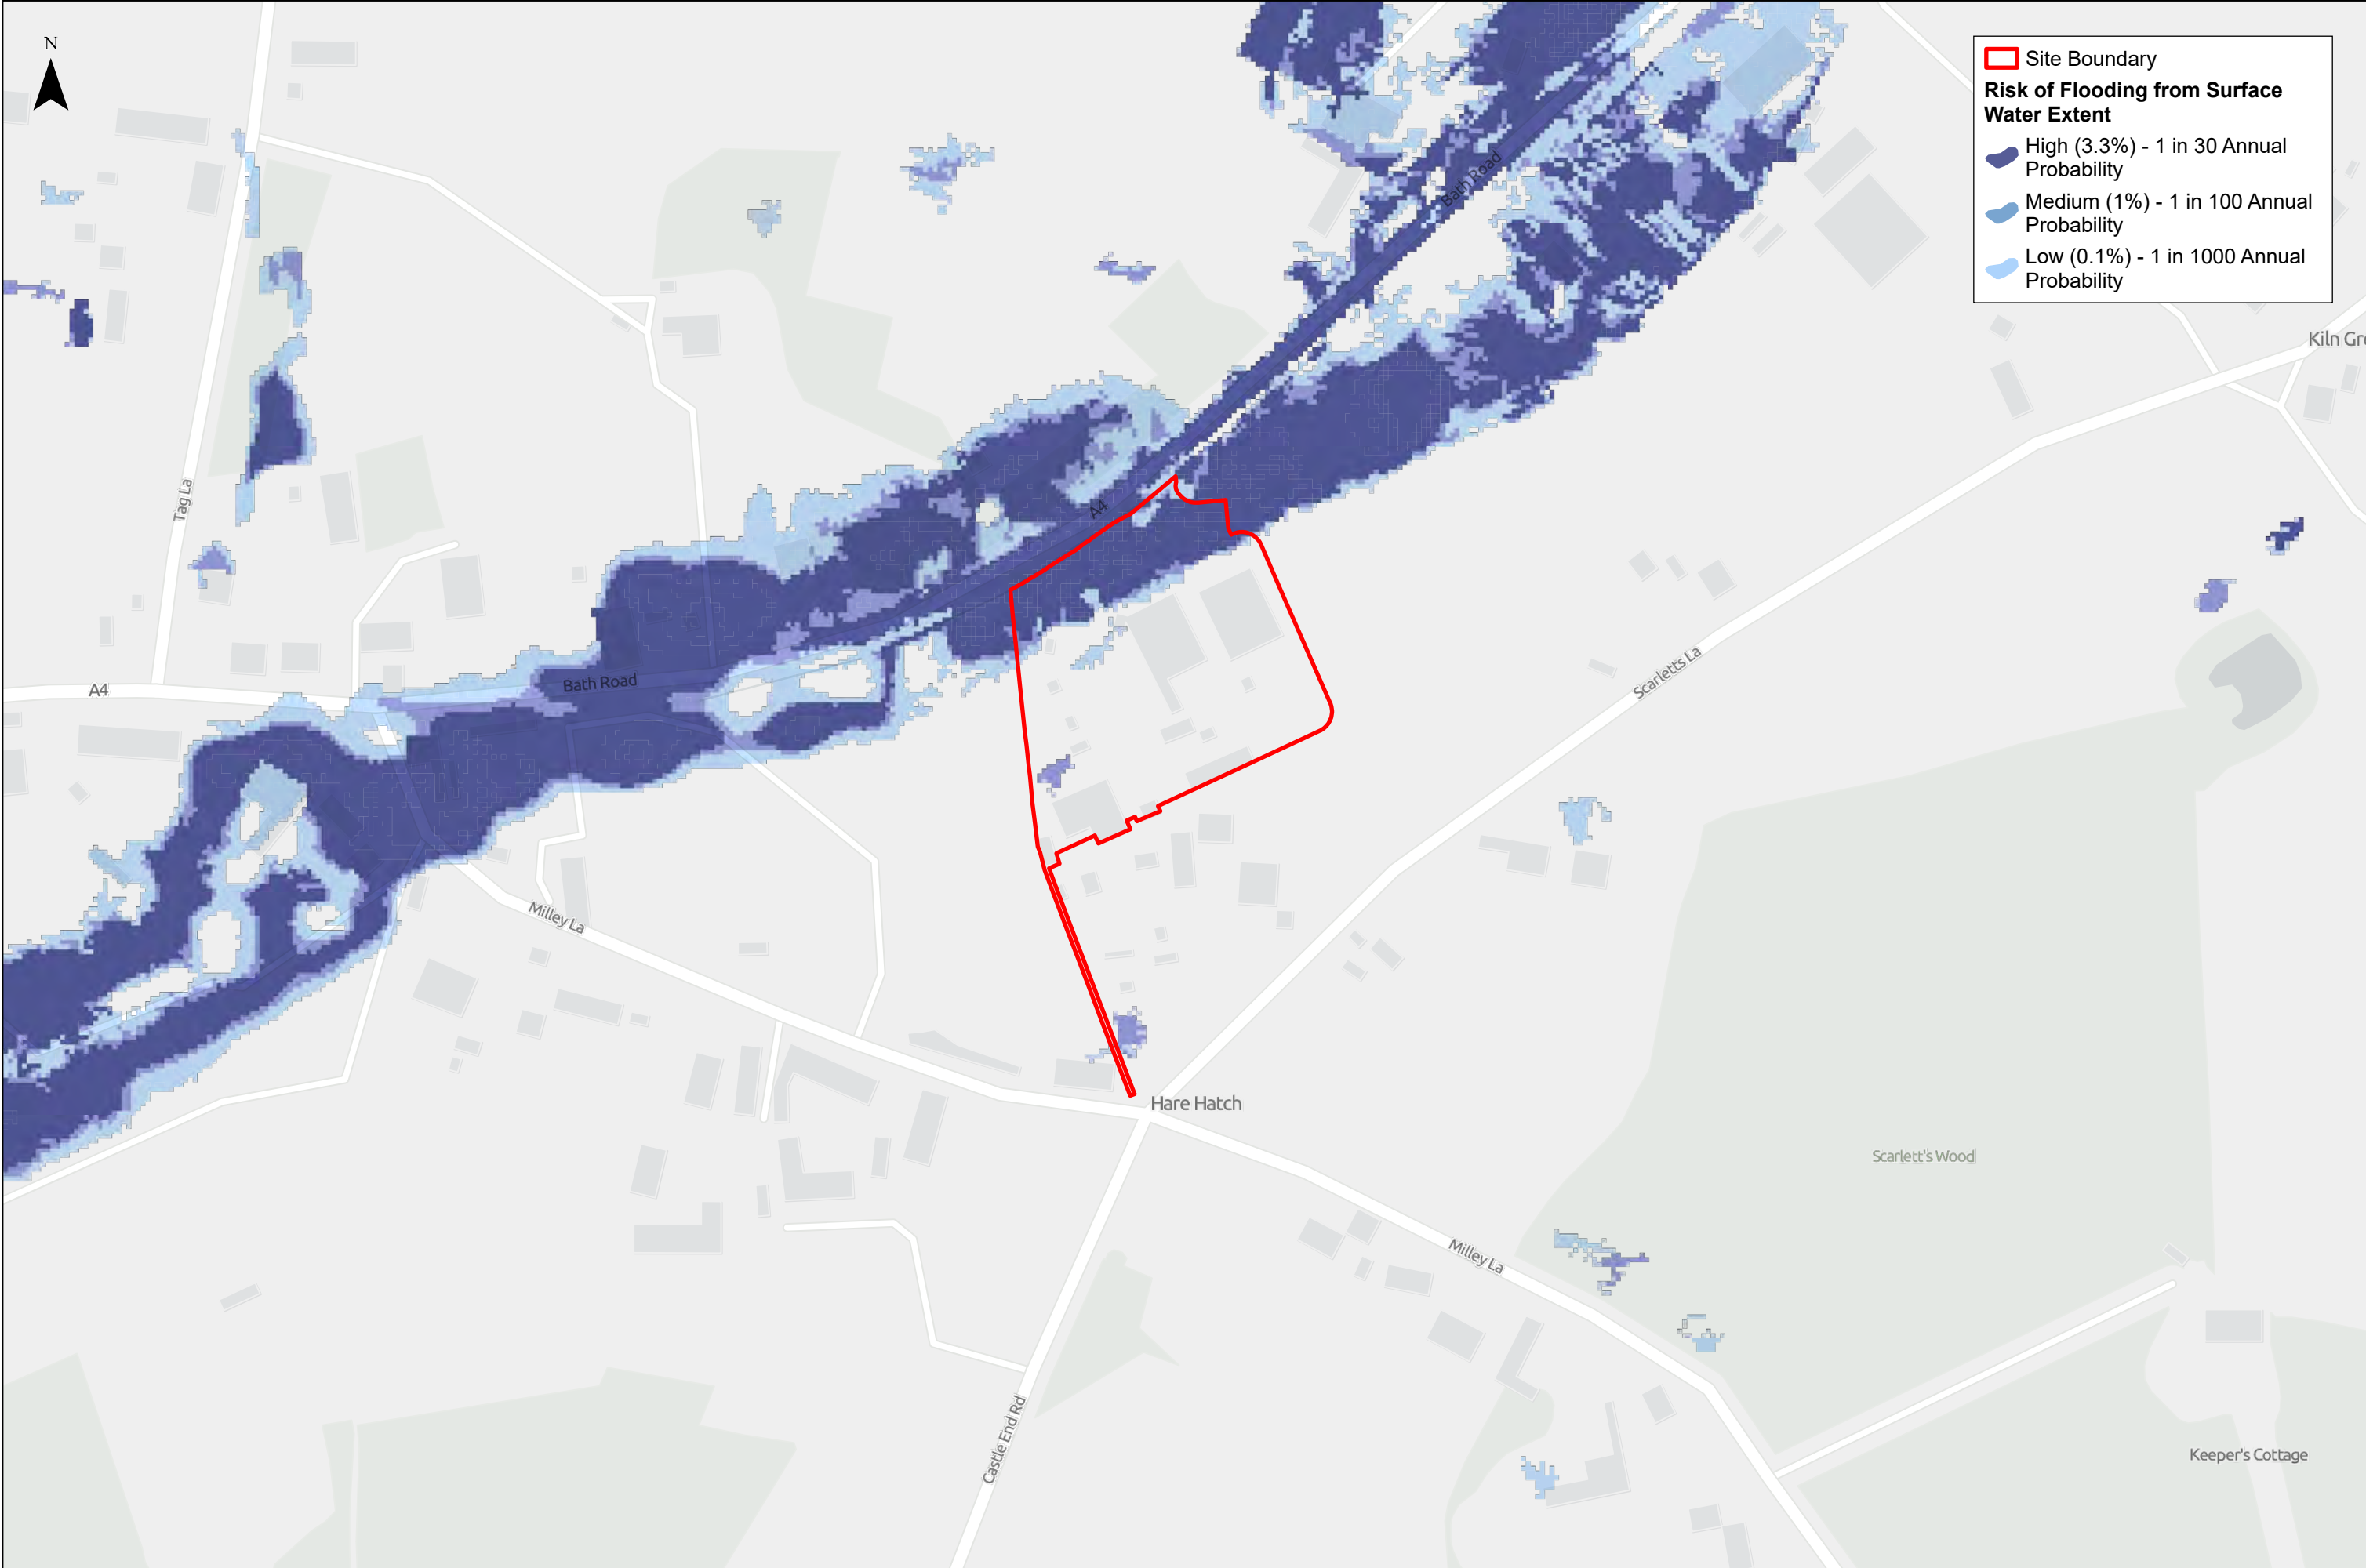 N
Site Boundary
Risk of Flooding from Surface
Water Extent
High (3.3%) - 1 in 30 Annual
Probability
Medium (1%) - 1 in 100 Annual
Probability
Low (0.1%) - 1 in 1000 Annual
Probability
Bath Road
Kiln Gre
Tag La
A4
A4
Bath Road
Scarletts La
Milley La
Hare Hatch
Scarlett's Wood
Milley La
Castle End Rd
Keeper's Cottage